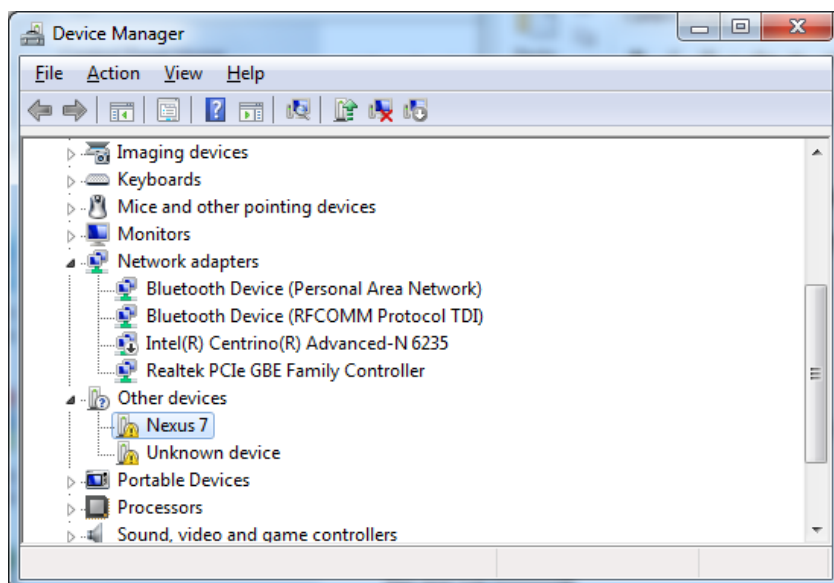 Device Manager
File Action View Help
Imaging devices
Keyboards
Mice and other pointing devices
Monitors
Network adapters
Bluetooth Device (Personal Area Network)
Bluetooth Device (RFCOMM Protocol TDI)
Intel(R) Centrino(R) Advanced-N 6235
Realtek PCIe GBE Family Controller
Other devices
Nexus 7
Unknown device
Portable Devices
Processors
Sound, video and game controllers